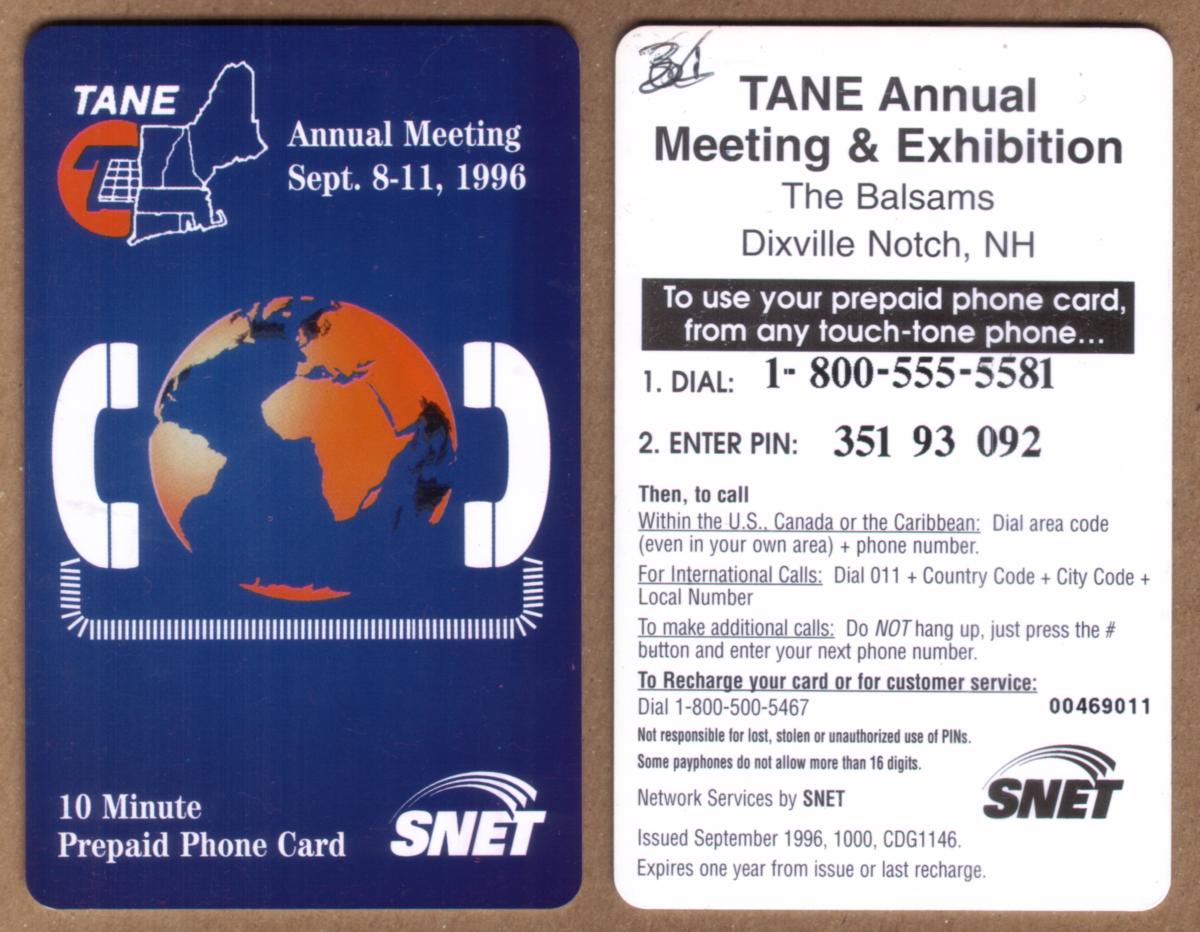 TANE
Annual Meeting
Sept. 8-11, 1996
10 Minute
Prepaid Phone Card
SNET
TANE Annual
Meeting & Exhibition
The Balsams
Dixville Notch, NH
To use your prepaid phone card,
from any touch-tone phone...
1. DIAL: 1- 800-555-5581
2. ENTER PIN: 351 93 092
Then, to call
Within the U.S., Canada or the Caribbean: Dial area code
(even in your own area) + phone number.
For International Calls: Dial 011 + Country Code + City Code +
Local Number
To make additional calls: Do NOT hang up, just press the #
button and enter your next phone number.
To Recharge your card or for customer service:
Dial 1-800-500-5467 00469011
Not responsible for lost, stolen or unauthorized use of PINs.
Some payphones do not allow more than 16 digits.
Network Services by SNET
SNET
Issued September 1996, 1000, CDG1146.
Expires one year from issue or last recharge.